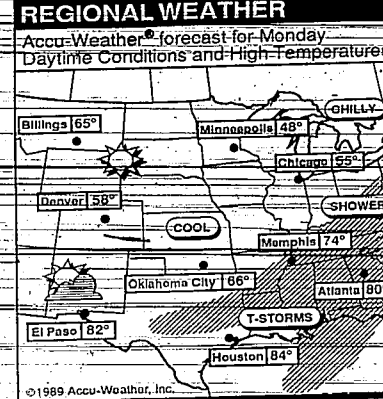 REGIONAL WEATHER
Accu-Weather® forecast for Monday
Daytime Conditions and High Temperatures
CHILLY
Billings 65°
Minneapolis 48°
Chicago 55°
Denver 58°
SHOWER
COOL
Memphis 74°
Oklahoma City 66°
Atlanta 80
T-STORMS
El Paso 82°
Houston 84°
©1989 Accu-Weather, Inc.